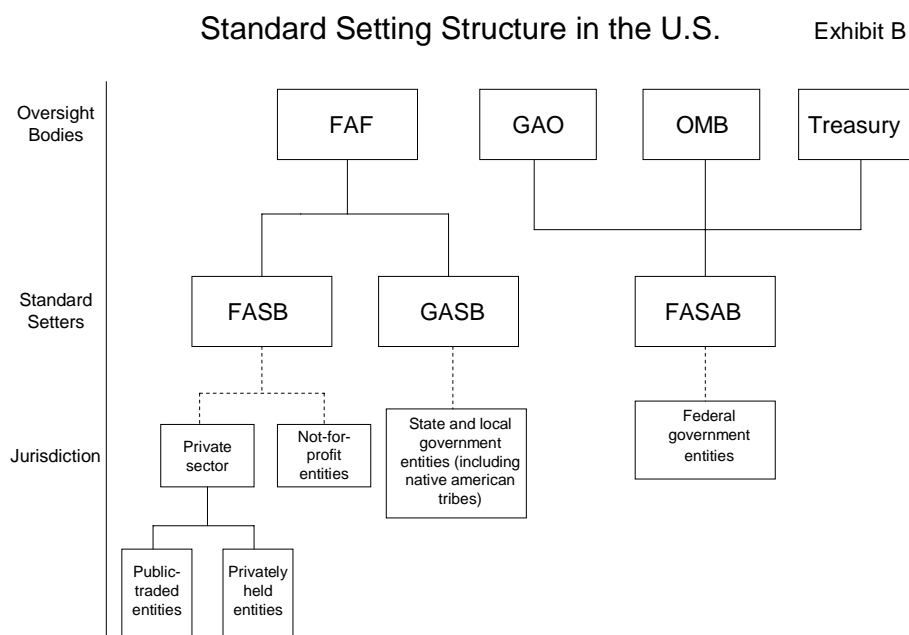 Standard Setting Structure in the U.S.
Exhibit B
Oversight
Bodies
FAF
GAO
OMB
Treasury
Standard
Setters
FASB
GASB
FASAB
Jurisdiction
Private
sector
Not-for-
profit
entities
State and local
government
entities (including
native american
tribes)
Federal
government
entities
Public-
traded
entities
Privately
held
entities